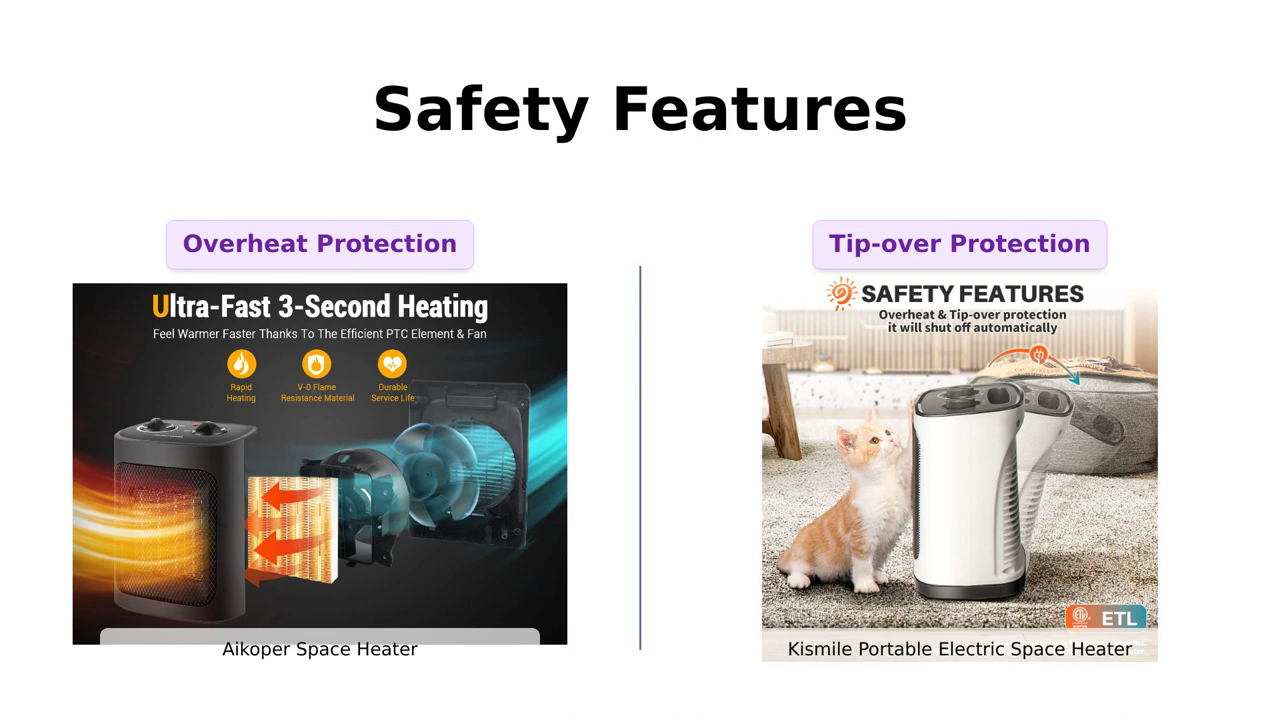 Safety Features
Overheat Protection
Ultra-Fast 3-Second Heating
Feel Warmer Faster Thanks To The Efficient PTC Element & Fan
Rapid
Heating
V-0 Flame
Resistance Material
Durable
Service Life
Aikoper Space Heater
Tip-over Protection
SAFETY FEATURES
Overheat & Tip-over protection
it will shut off automatically
ETL
Kismile Portable Electric Space Heater